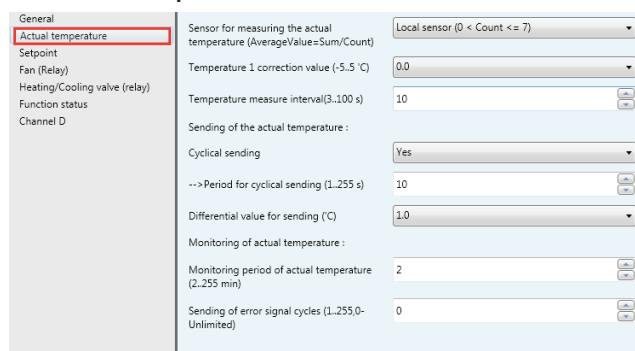 General
Actual temperature
Setpoint
Fan (Relay)
Heating/Cooling valve (relay)
Function status
Channel D
Sensor for measuring the actual
temperature (AverageValue=Sum/Count)
Local sensor (0 < Count <= 7)
Temperature 1 correction value (-5..5 °C)
0.0
Temperature measure interval(3..100 s)
10
Sending of the actual temperature :
Cyclical sending
Yes
-->Period for cyclical sending (1..255 s)
10
Differential value for sending (°C)
1.0
Monitoring of actual temperature :
Monitoring period of actual temperature
(2..255 min)
2
Sending of error signal cycles (1..255,0-
Unlimited)
0